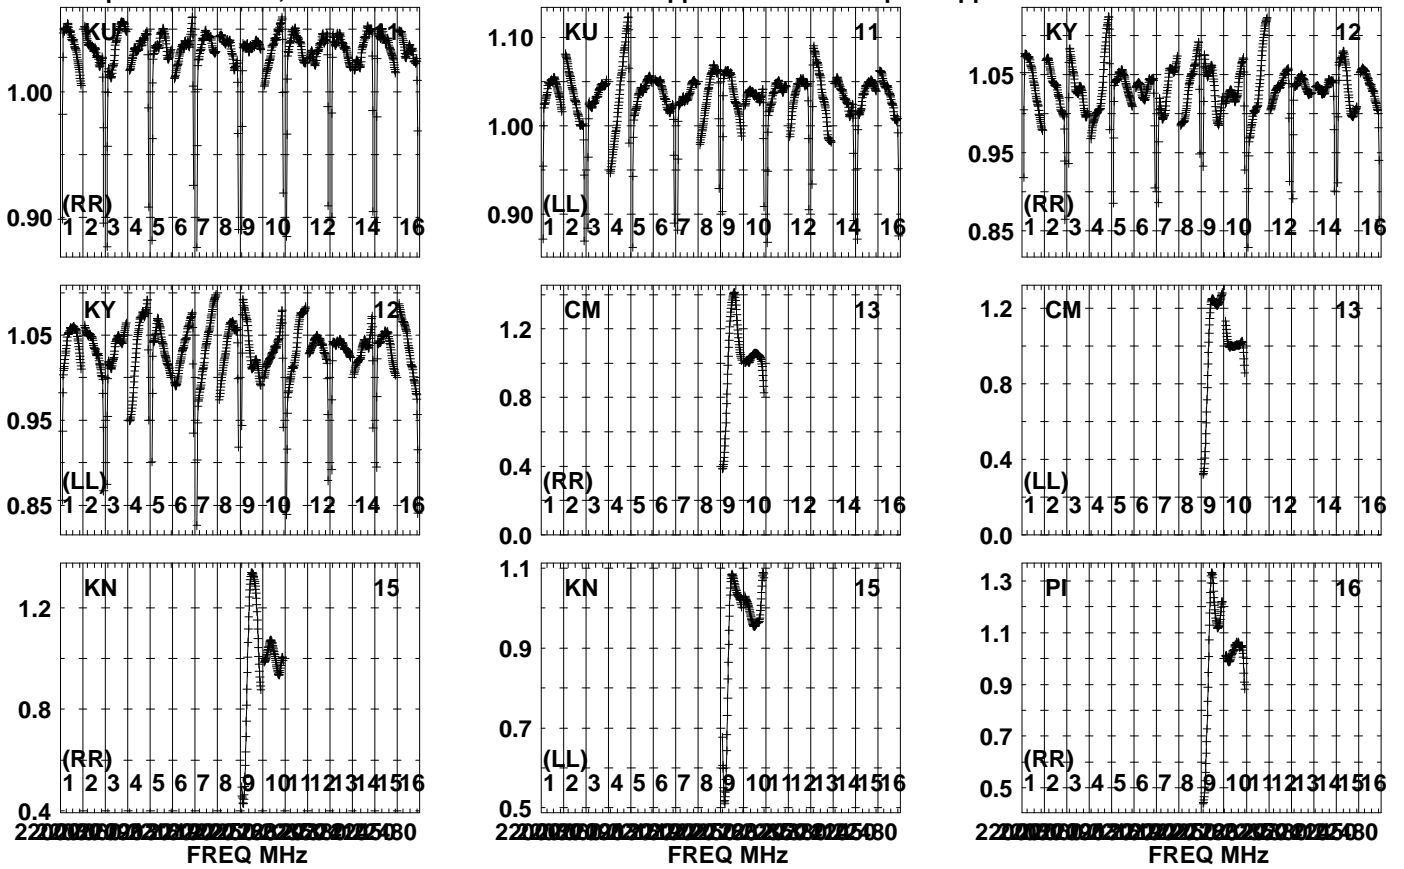 KU 11
1.00
0.90
(RR)
1 2 3 4 5 6 7 8 9 10 12 14 16
KU 11
1.10
1.00
0.90
(LL)
1 2 3 4 5 6 7 8 9 10 12 14 16
KY 12
1.05
0.95
0.85
(RR)
1 2 3 4 5 6 7 8 9 10 12 14 16
KY 12
1.05
0.95
0.85
(LL)
1 2 3 4 5 6 7 8 9 10 12 14 16
CM 13
1.2
0.8
0.4
0.0
(RR)
1 2 3 4 5 6 7 8 9 10 12 14 16
CM 13
1.2
0.8
0.4
0.0
(LL)
1 2 3 4 5 6 7 8 9 10 12 14 16
KN 15
1.2
0.8
0.4
(RR)
1 2 3 4 5 6 7 8 9 10 11 12 13 14 15 16
FREQ MHz
KN 15
1.1
0.9
0.7
0.5
(LL)
1 2 3 4 5 6 7 8 9 10 11 12 13 14 15 16
FREQ MHz
PI 16
1.3
1.1
0.9
0.7
0.5
(RR)
1 2 3 4 5 6 7 8 9 10 11 12 13 14 15 16
FREQ MHz